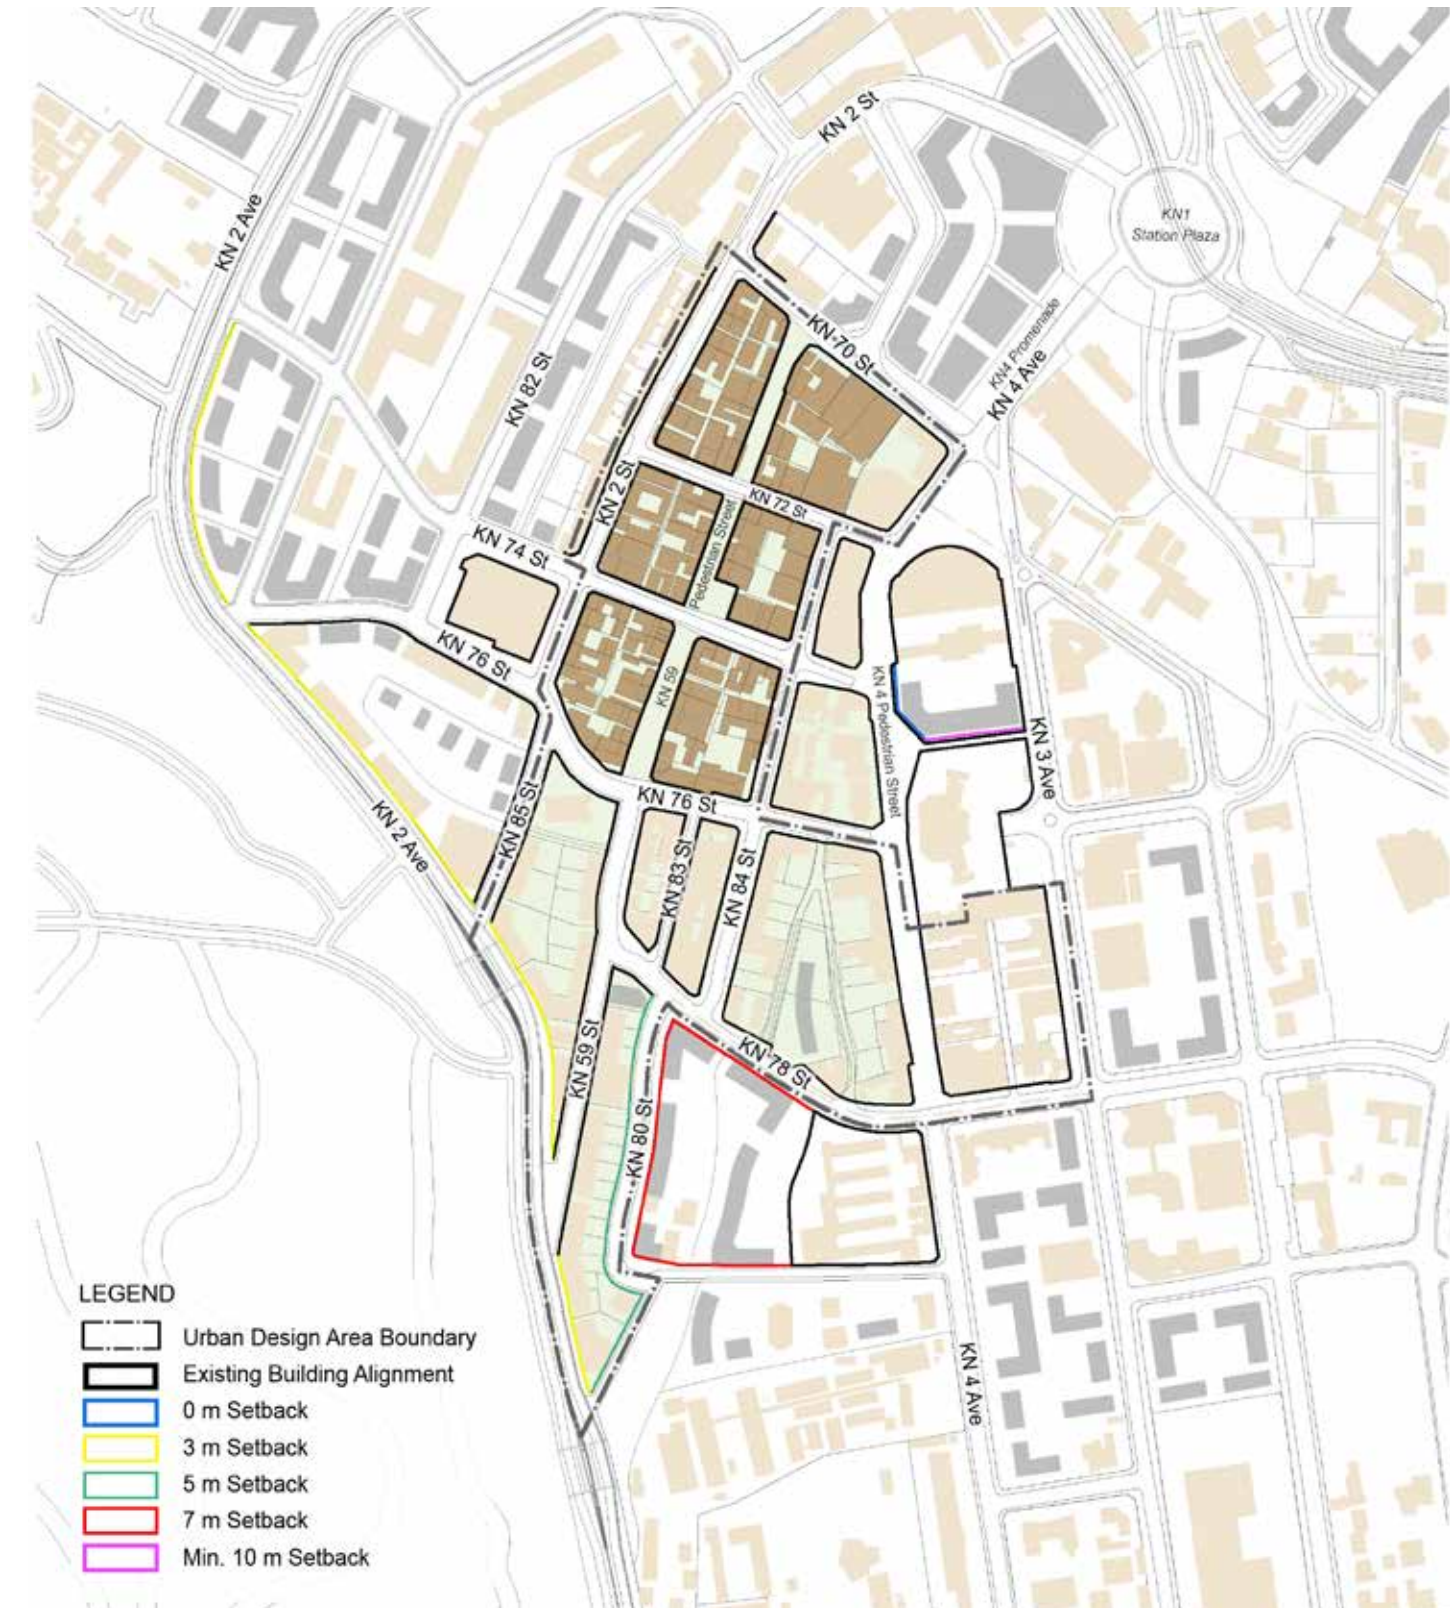 KN 2 St
KN 2 Ave
KN1
Station Plaza
KN4 Promenade
KN 4 Ave
KN 70 St
KN 82 St
KN 2 St
KN 72 St
Pedestrian Street
KN 74 St
KN 76 St
KN 59
KN 4 Pedestrian Street
KN 3 Ave
KN 76 St
KN 85 St
KN 2 Ave
KN 83 St
KN 84 St
KN 59 St
KN 78 St
KN 80 St
KN 4 Ave
LEGEND
Urban Design Area Boundary
Existing Building Alignment
0 m Setback
3 m Setback
5 m Setback
7 m Setback
Min. 10 m Setback